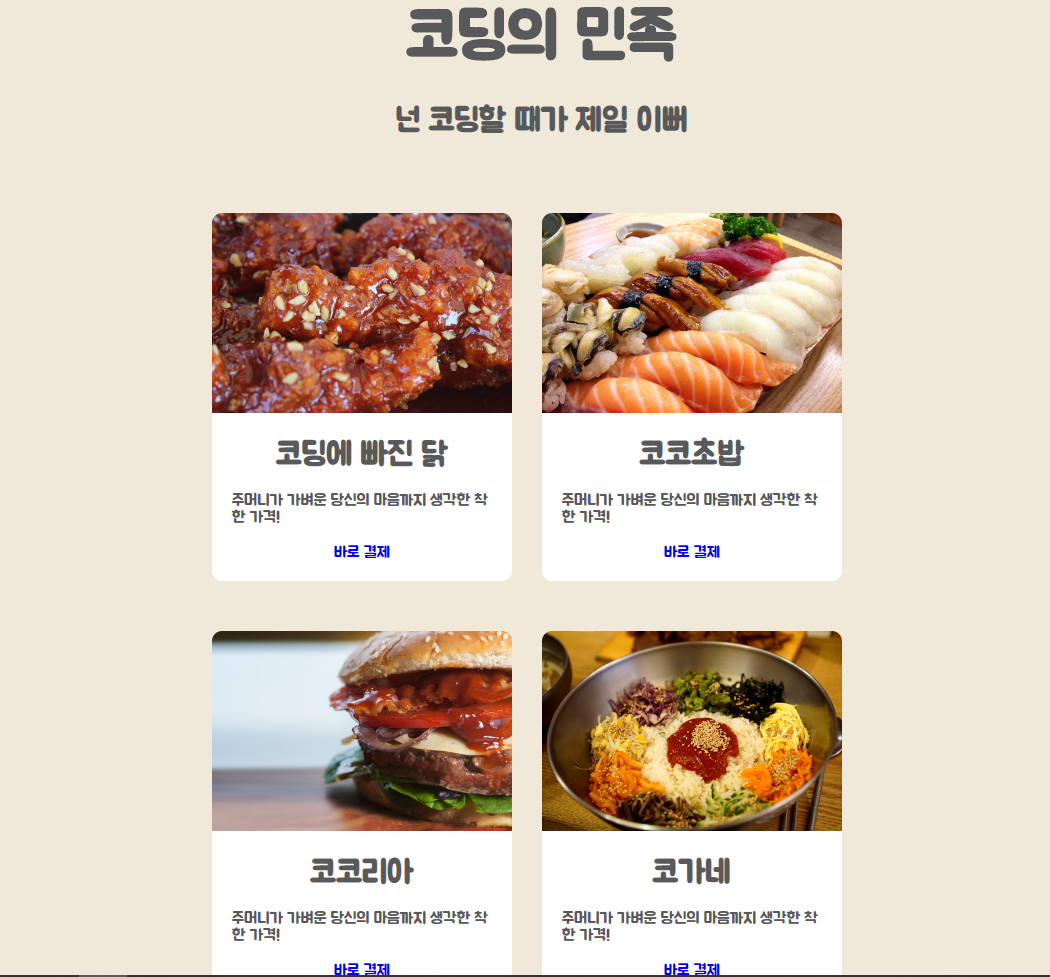 코딩의 민족
넌 코딩할 때가 제일 이뻐
코딩에 빠진 닭
주머니가 가벼운 당신의 마음까지 생각한 착
한 가격!
바로 결제
코코초밥
주머니가 가벼운 당신의 마음까지 생각한 착
한 가격!
바로 결제
코코리아
주머니가 가벼운 당신의 마음까지 생각한 착
한 가격!
바로 결제
코가네
주머니가 가벼운 당신의 마음까지 생각한 착
한 가격!
바로 결제